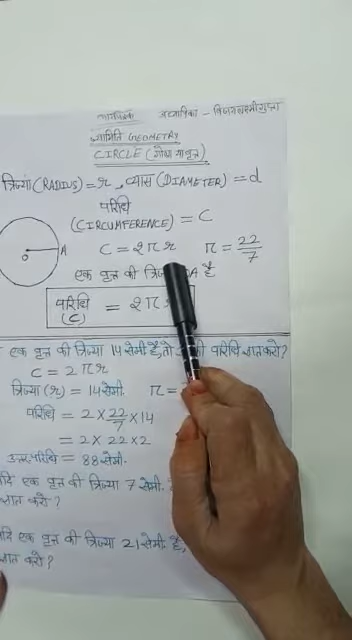 अध्यापिका - विजयलक्ष्मी गुप्ता
ज्यामिति GEOMETRY
CIRCLE (गोला या वृत्त)
त्रिज्या (RADIUS) = r, व्यास (DIAMETER) = d
परिधि
(CIRCUMFERENCE) = C
A
O
C = 2πr π = 22/7
एक वृत्त की त्रिज्या OA है
परिधि (C) = 2π
एक वृत्त की त्रिज्या 14 सेमी है, तो की परिधि ज्ञात करो?
C = 2πr
त्रिज्या (r) = 14 सेमी. π =
परिधि = 2 × 22/7 × 14
= 2 × 22 × 2
उत्तर परिधि = 88 सेमी.
यदि एक वृत्त की त्रिज्या 7 सेमी.
ज्ञात करो?
यदि एक वृत्त की त्रिज्या 21 सेमी. है,
ज्ञात करो?